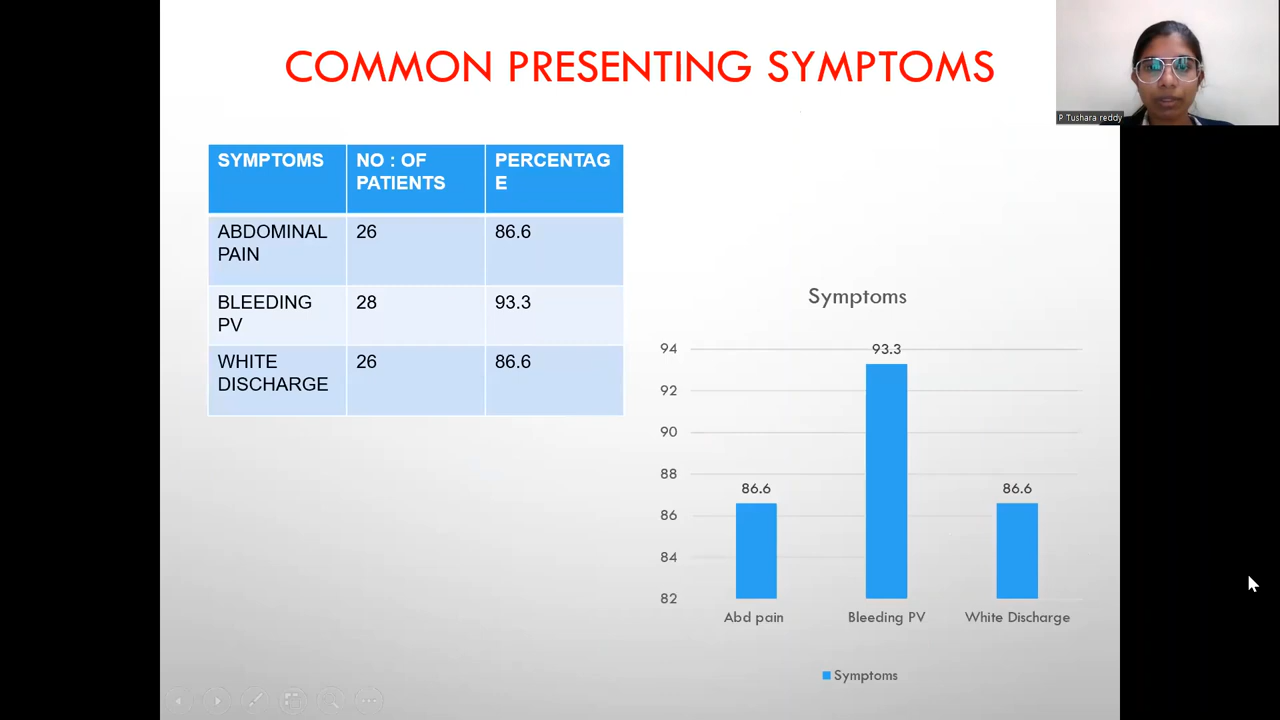 COMMON PRESENTING SYMPTOMS
P Tushara reddy
SYMPTOMS
NO : OF
PATIENTS
PERCENTAG
E
ABDOMINAL
PAIN
26
86.6
BLEEDING
PV
28
93.3
WHITE
DISCHARGE
26
86.6
Symptoms
94
92
90
88
86
84
82
86.6
93.3
86.6
Abd pain
Bleeding PV
White Discharge
Symptoms